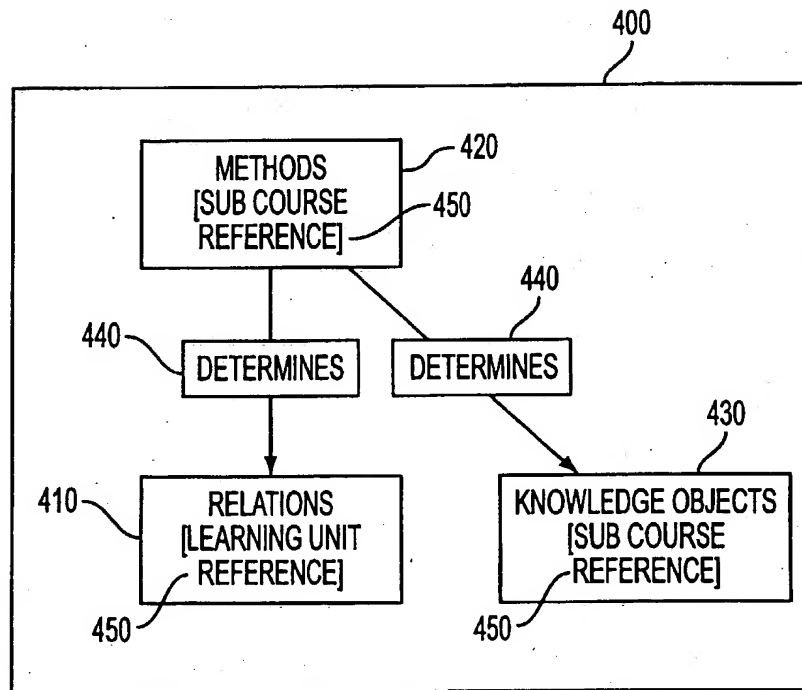 400
METHODS
[SUB COURSE
REFERENCE]
420
450
440
DETERMINES
440
DETERMINES
410
RELATIONS
[LEARNING UNIT
REFERENCE]
450
430
KNOWLEDGE OBJECTS
[SUB COURSE
REFERENCE]
450